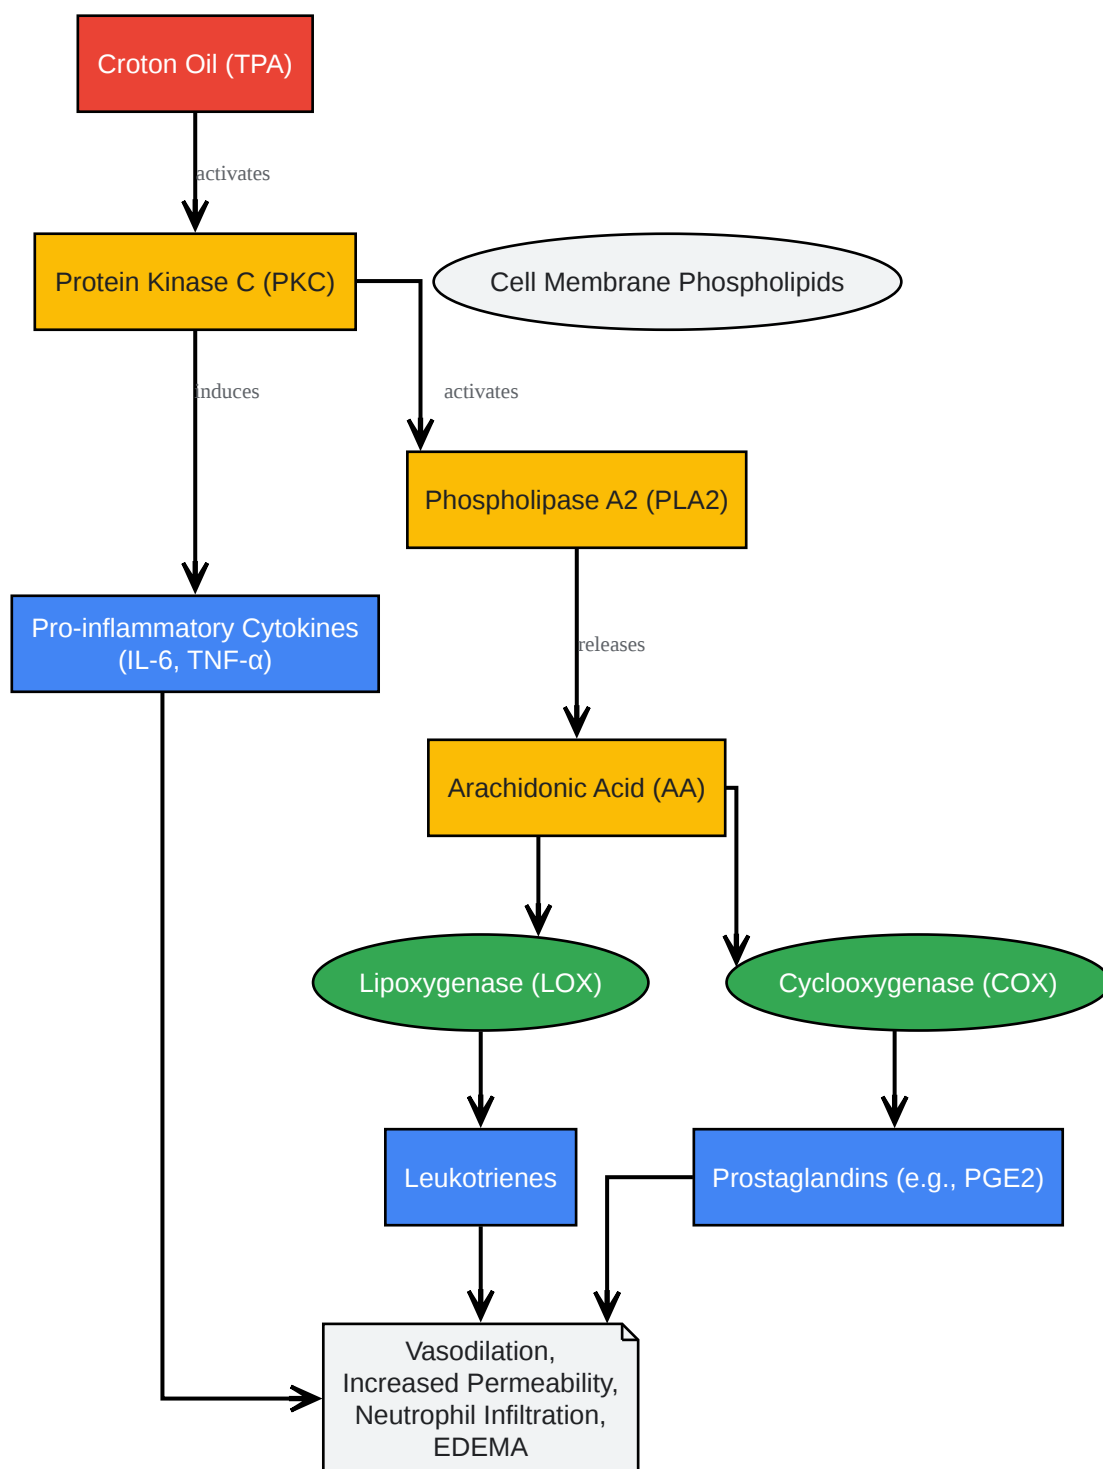 Croton Oil (TPA)
activates
Protein Kinase C (PKC)
Cell Membrane Phospholipids
induces
activates
Phospholipase A2 (PLA2)
Pro-inflammatory Cytokines
(IL-6, TNF-α)
releases
Arachidonic Acid (AA)
Lipoxygenase (LOX)
Cyclooxygenase (COX)
Leukotrienes
Prostaglandins (e.g., PGE2)
Vasodilation,
Increased Permeability,
Neutrophil Infiltration,
EDEMA